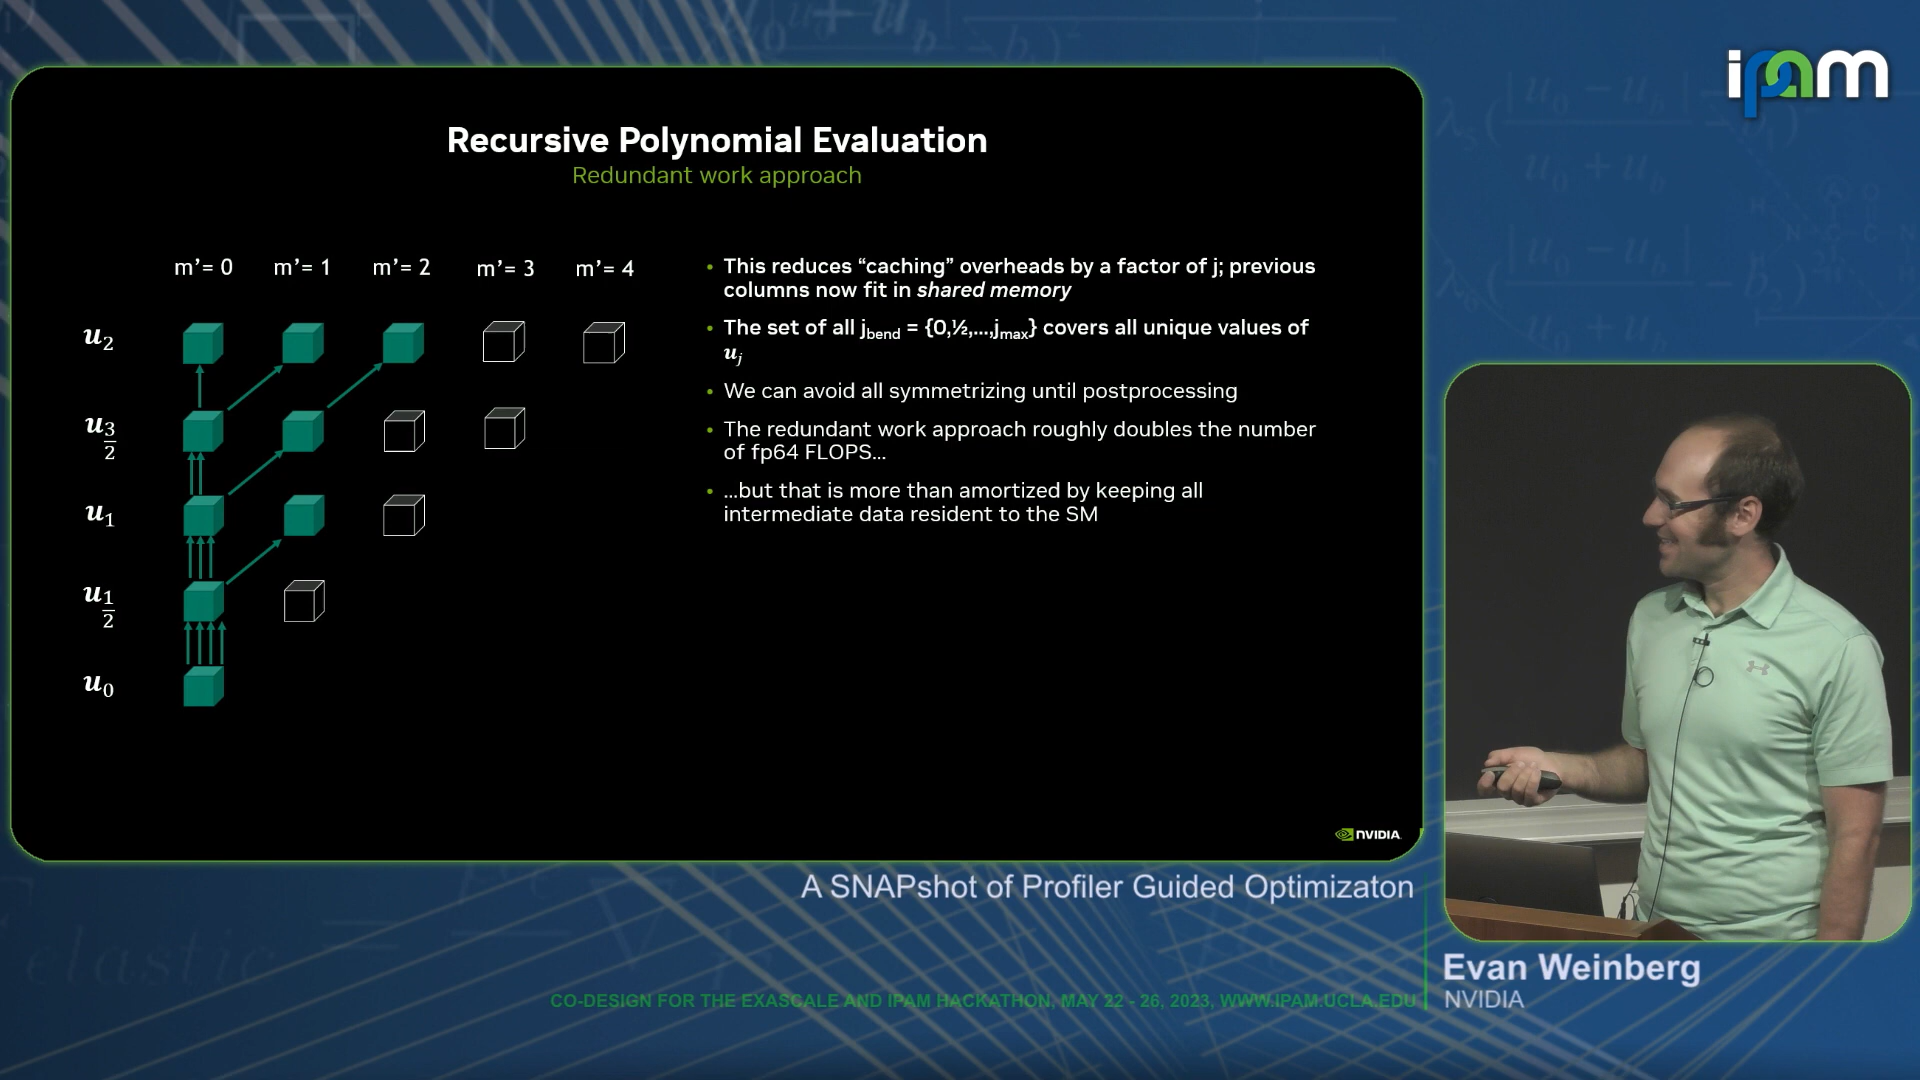 ipam
Recursive Polynomial Evaluation
Redundant work approach
m’= 0 m’= 1 m’= 2 m’= 3 m’= 4
u₂
u₃/₂
u₁
u₁/₂
u₀
• This reduces “caching” overheads by a factor of j; previous
columns now fit in shared memory
• The set of all j_bend = {0,½,...,j_max} covers all unique values of
u_j
• We can avoid all symmetrizing until postprocessing
• The redundant work approach roughly doubles the number
of fp64 FLOPS...
• ...but that is more than amortized by keeping all
intermediate data resident to the SM
NVIDIA
A SNAPshot of Profiler Guided Optimizaton
Evan Weinberg
NVIDIA
CO-DESIGN FOR THE EXASCALE AND IPAM HACKATHON, MAY 22 - 26, 2023, WWW.IPAM.UCLA.EDU
elastic